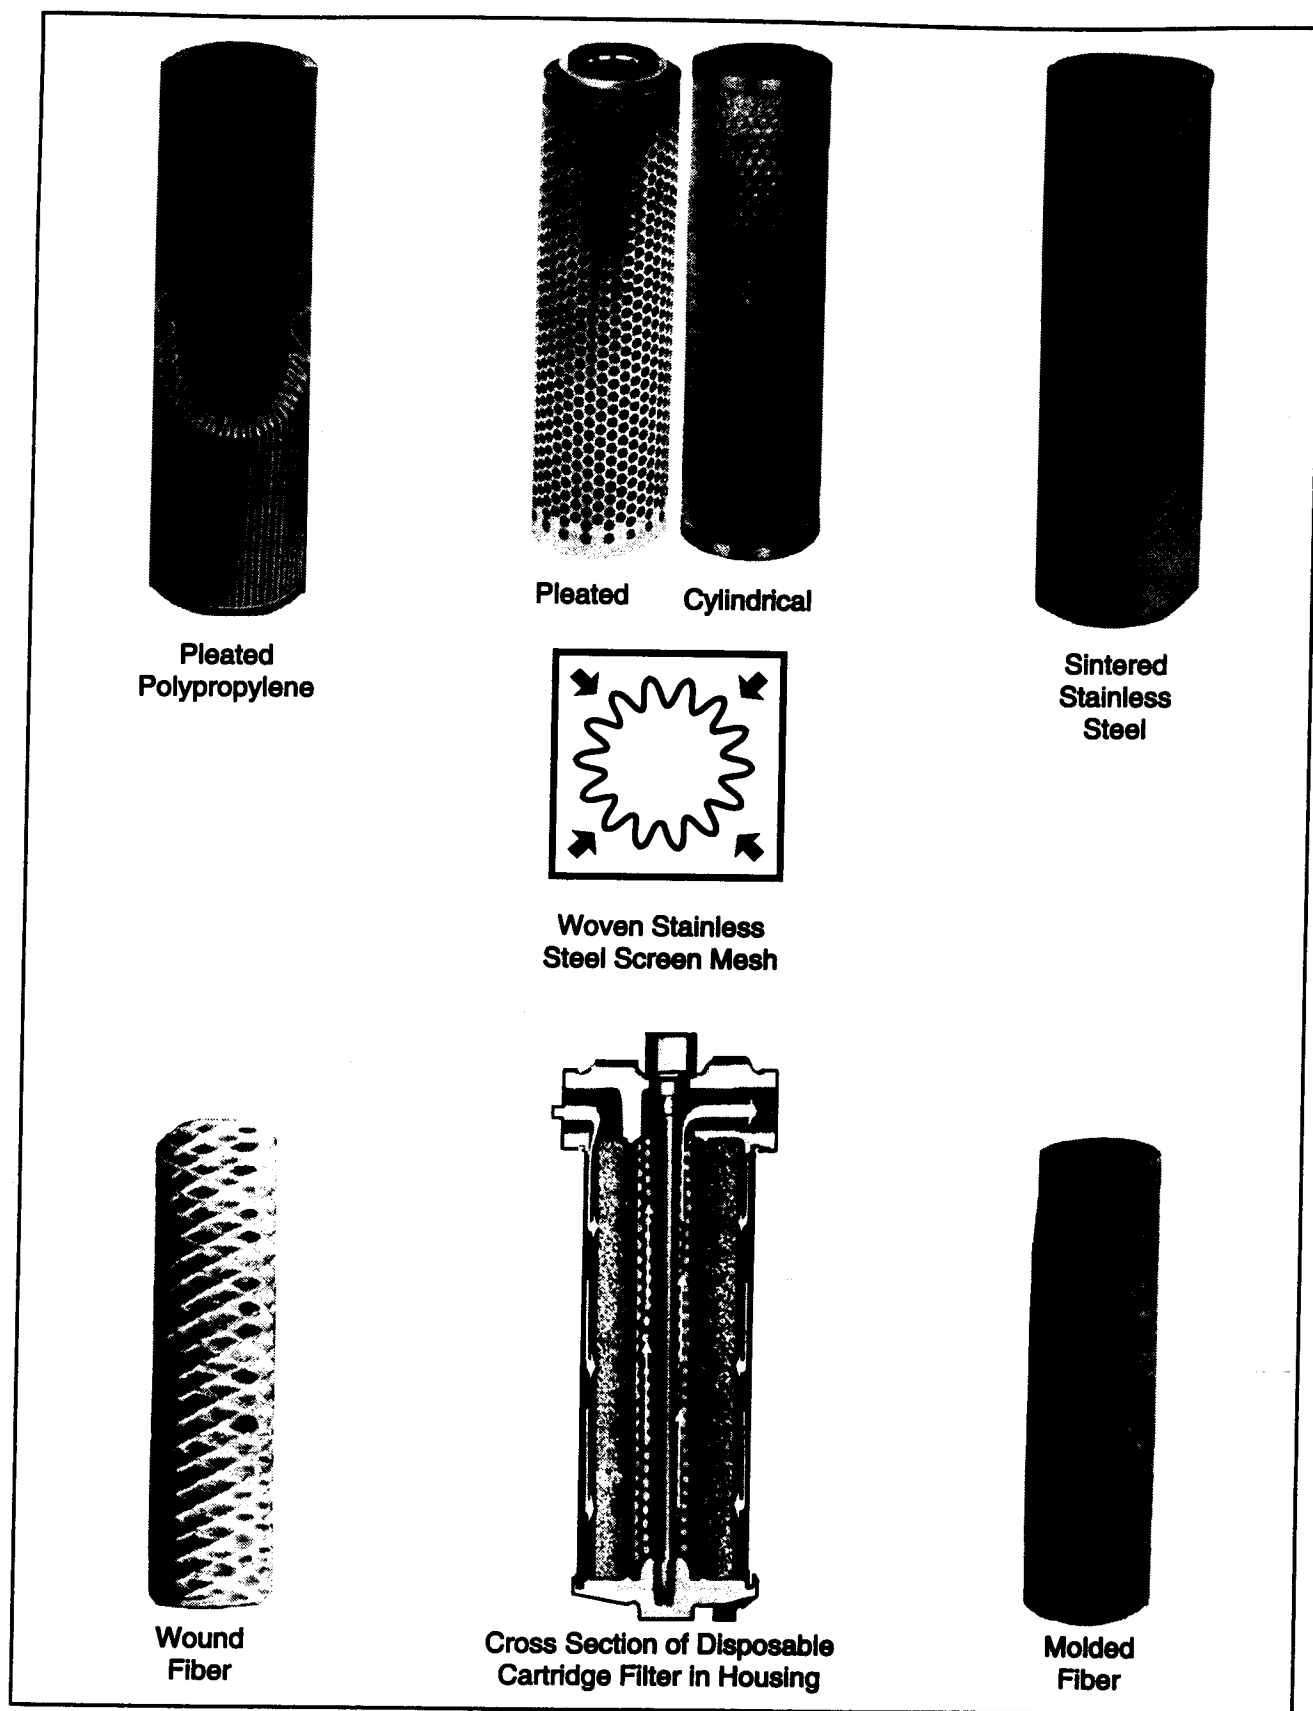 Pleated
Polypropylene
Pleated
Cylindrical
Sintered
Stainless
Steel
Woven Stainless
Steel Screen Mesh
Wound
Fiber
Cross Section of Disposable
Cartridge Filter in Housing
Molded
Fiber